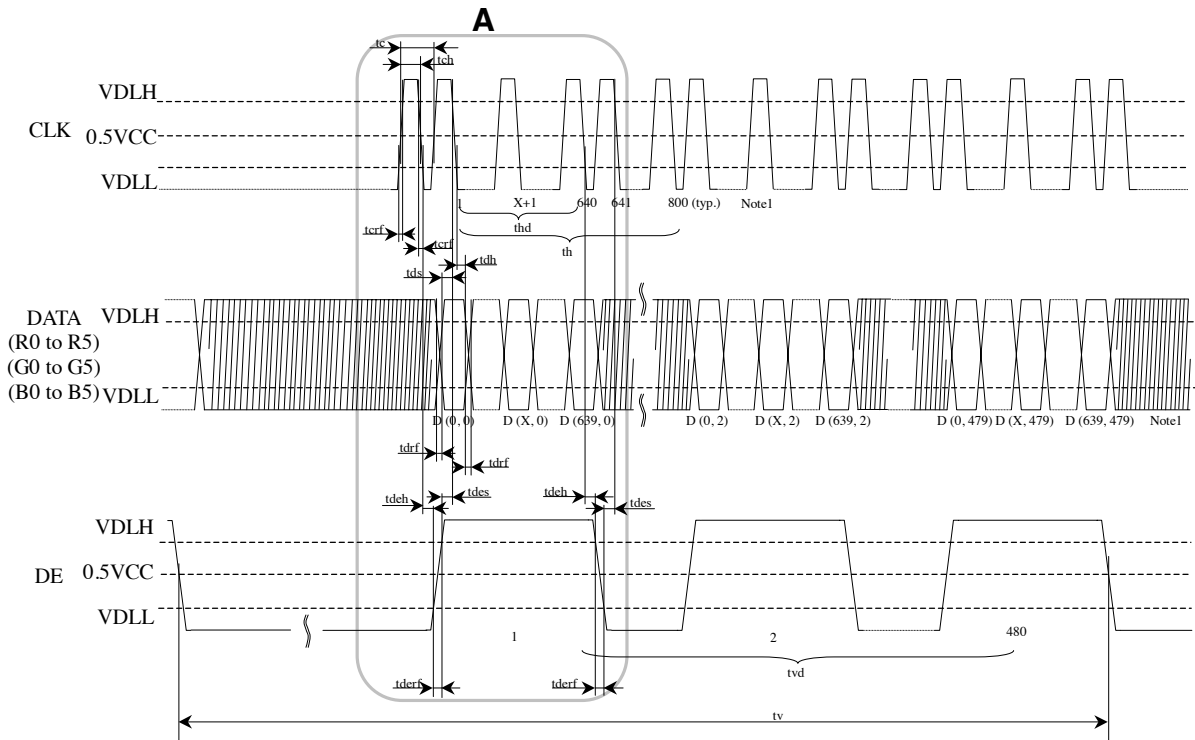 A
tc
tch
VDLH
CLK 0.5VCC
VDLL
1 X+1 640 641 800 (typ.) Note1
thd
tcrf tcrf th
tdh
tds
DATA VDLH
(R0 to R5)
(G0 to G5)
(B0 to B5) VDLL
D (0, 0) D (X, 0) D (639, 0) D (0, 2) D (X, 2) D (639, 2) D (0, 479) D (X, 479) D (639, 479) Note1
tdrf tdrf
tdeh tdes tdeh tdes
VDLH
DE 0.5VCC
VDLL
1 2 480
tvd
tderf tderf
tv